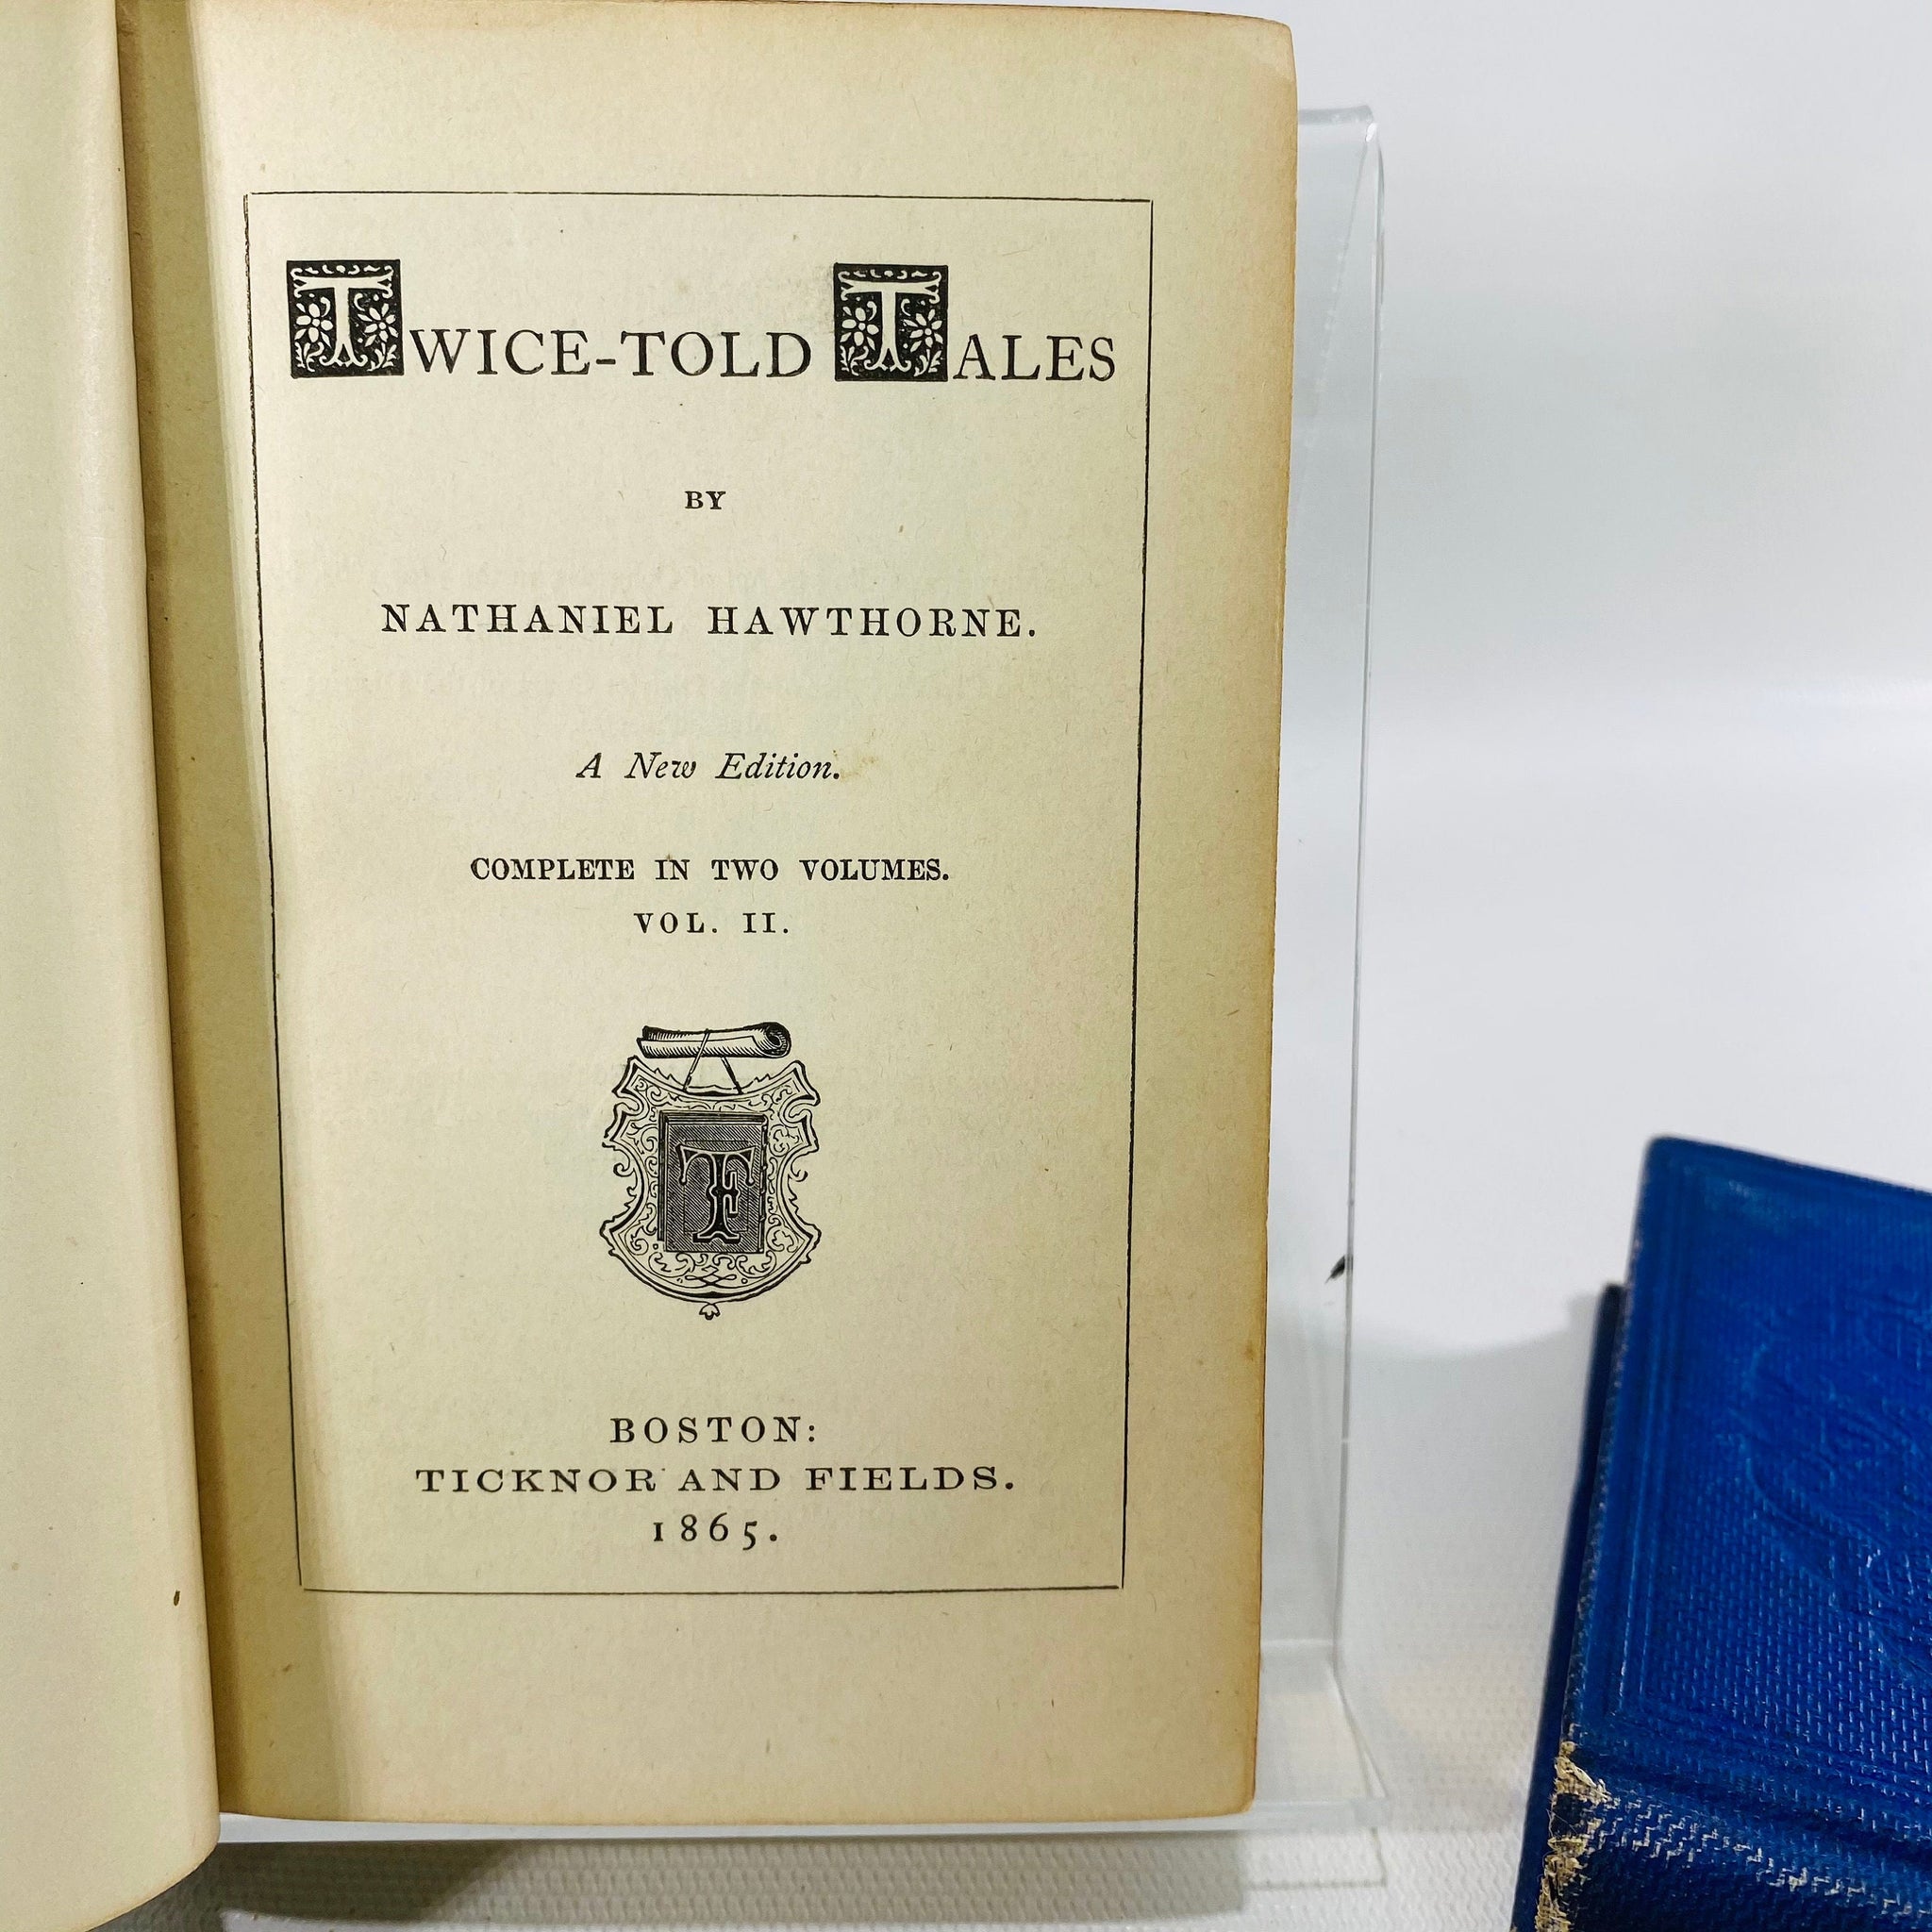 TWICE-TOLD TALES
BY
NATHANIEL HAWTHORNE.
A New Edition.
COMPLETE IN TWO VOLUMES.
VOL. II.
TF
BOSTON:
TICKNOR AND FIELDS.
1865.